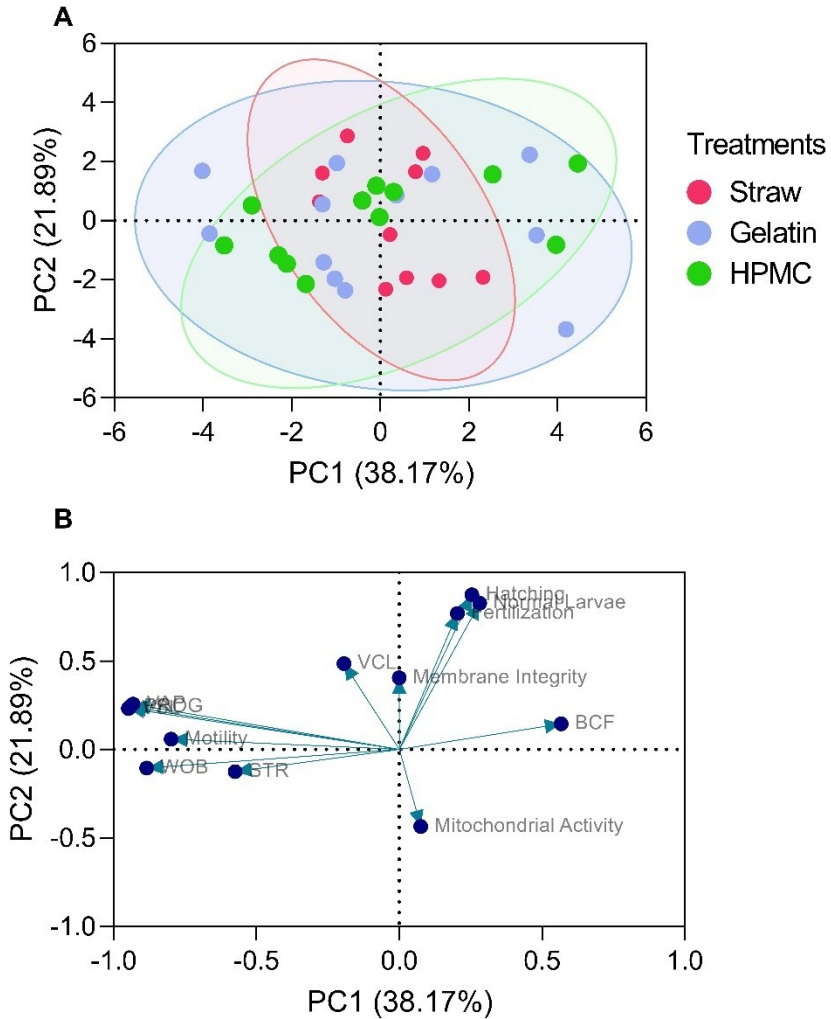 A
6
4
2
0
-2
-4
-6
PC2 (21.89%)
-6 -4 -2 0 2 4 6
PC1 (38.17%)
Treatments
Straw
Gelatin
HPMC
B
1.0
0.5
0.0
-0.5
-1.0
PC2 (21.89%)
Hatching
Normal Larvae
Fertilization
VCL
Membrane Integrity
BCF
Motility
WOB
STR
Mitochondrial Activity
-1.0 -0.5 0.0 0.5 1.0
PC1 (38.17%)